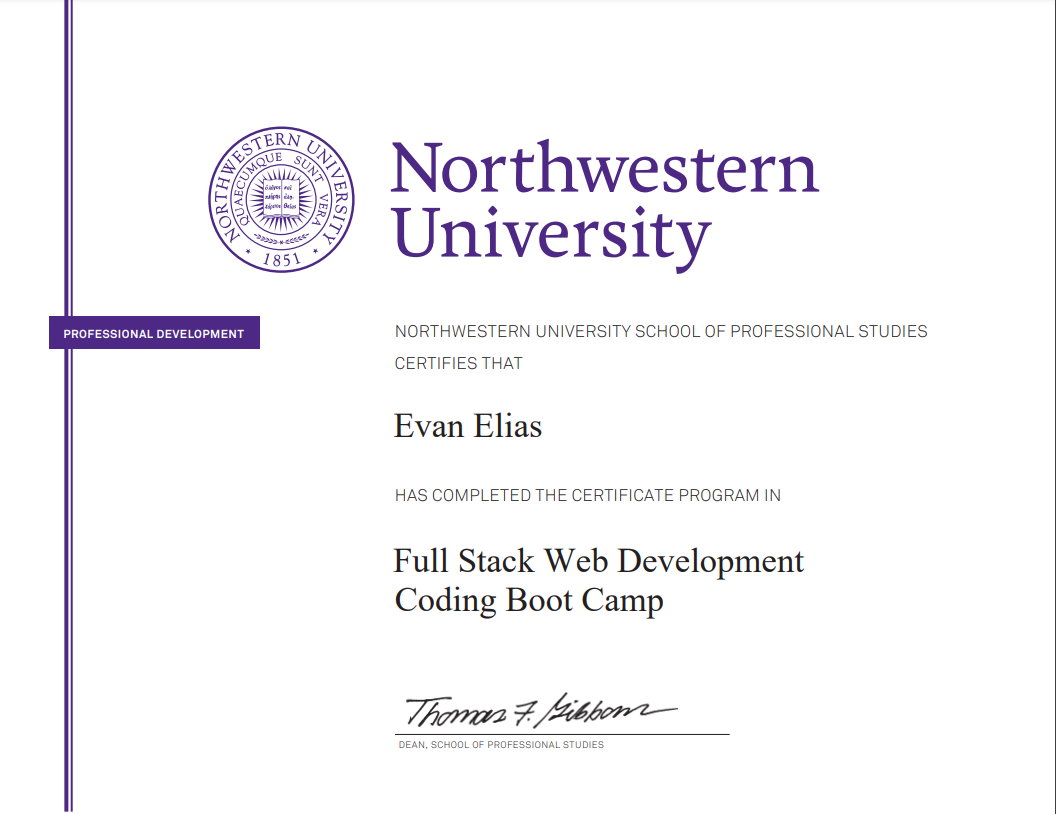 NORTHWESTERN UNIVERSITY
QUAECUMQUE SUNT VERA
1851
Northwestern
University
PROFESSIONAL DEVELOPMENT
NORTHWESTERN UNIVERSITY SCHOOL OF PROFESSIONAL STUDIES
CERTIFIES THAT
Evan Elias
HAS COMPLETED THE CERTIFICATE PROGRAM IN
Full Stack Web Development
Coding Boot Camp
Thomas F. Gibbons
DEAN, SCHOOL OF PROFESSIONAL STUDIES